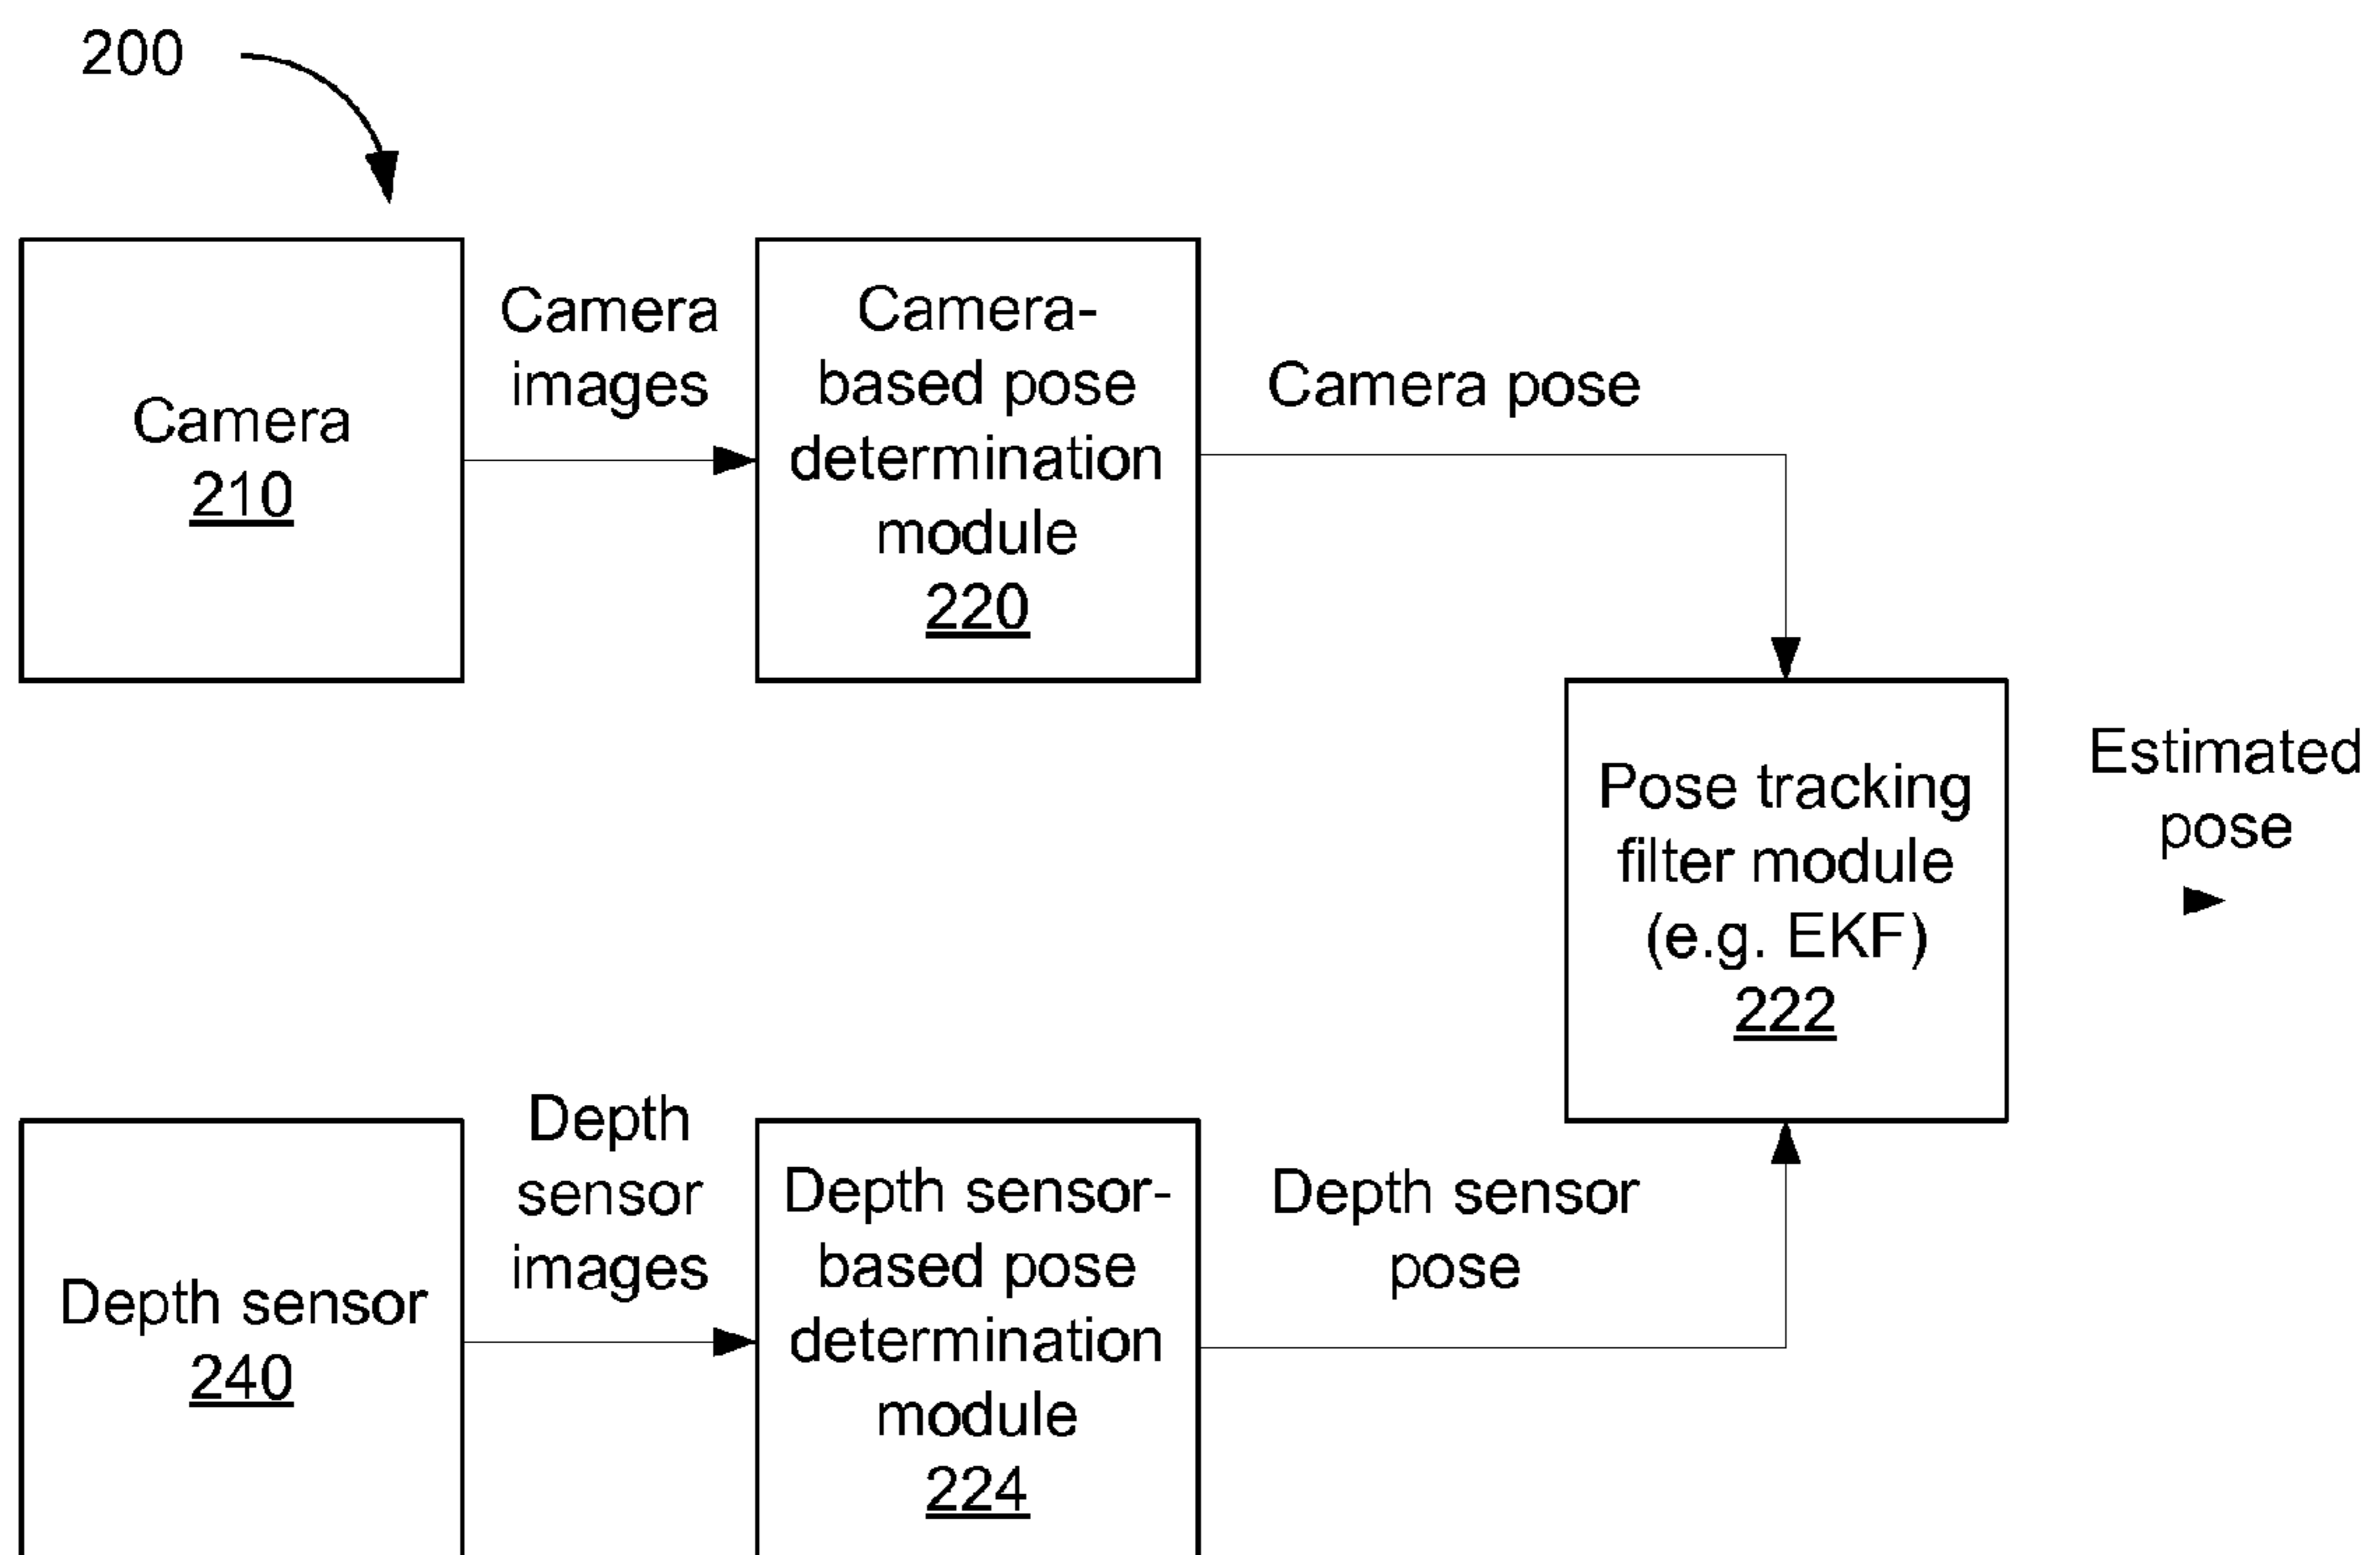 200
Camera
210
Camera
images
Camera-
based pose
determination
module
220
Camera pose
Pose tracking
filter module
(e.g. EKF)
222
Estimated
pose
Depth sensor
240
Depth
sensor
images
Depth sensor-
based pose
determination
module
224
Depth sensor
pose